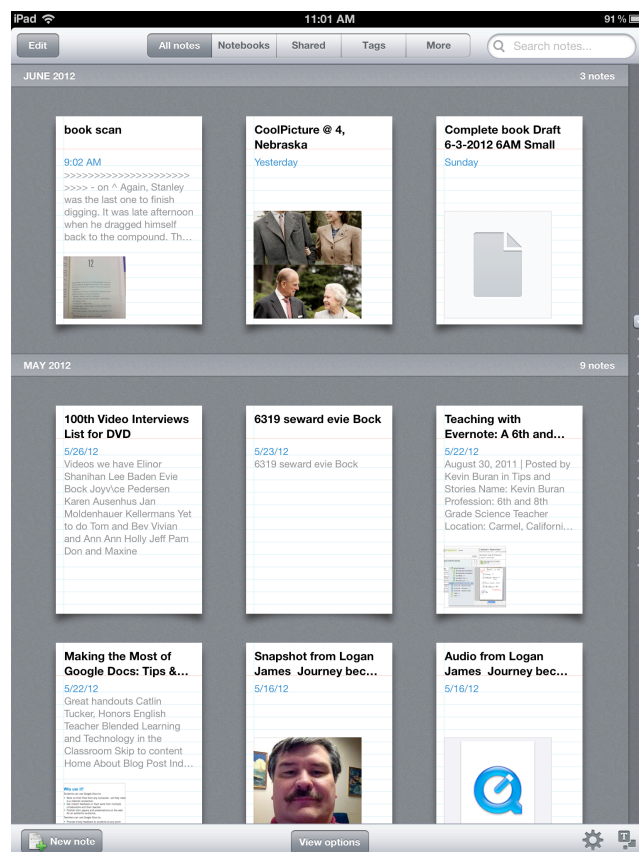 iPad 11:01 AM 91 %
Edit All notes Notebooks Shared Tags More Search notes...
JUNE 2012 3 notes
book scan
9:02 AM
>>>>>>>>>>>>>>>>>>>>>
>>>> - on ^ Again, Stanley
was the last one to finish
digging. It was late afternoon
when he dragged himself
back to the compound. Th...
12
CoolPicture @ 4,
Nebraska
Yesterday
Complete book Draft
6-3-2012 6AM Small
Sunday
MAY 2012 9 notes
100th Video Interviews
List for DVD
5/26/12
Videos we have Elinor
Shanihan Lee Baden Evie
Bock Joyv\ce Pedersen
Karen Ausenhus Jan
Moldenhauer Kellermans Yet
to do Tom and Bev Vivian
and Ann Ann Holly Jeff Pam
Don and Maxine
6319 seward evie Bock
5/23/12
6319 seward evie Bock
Teaching with
Evernote: A 6th and...
5/22/12
August 30, 2011 | Posted by
Kevin Buran in Tips and
Stories Name: Kevin Buran
Profession: 6th and 8th
Grade Science Teacher
Location: Carmel, Californi...
Making the Most of
Google Docs: Tips &...
5/22/12
Great handouts Catlin
Tucker, Honors English
Teacher Blended Learning
and Technology in the
Classroom Skip to content
Home About Blog Post Ind...
Why use it?
Snapshot from Logan
James Journey bec...
5/16/12
Audio from Logan
James Journey bec...
5/16/12
New note View options